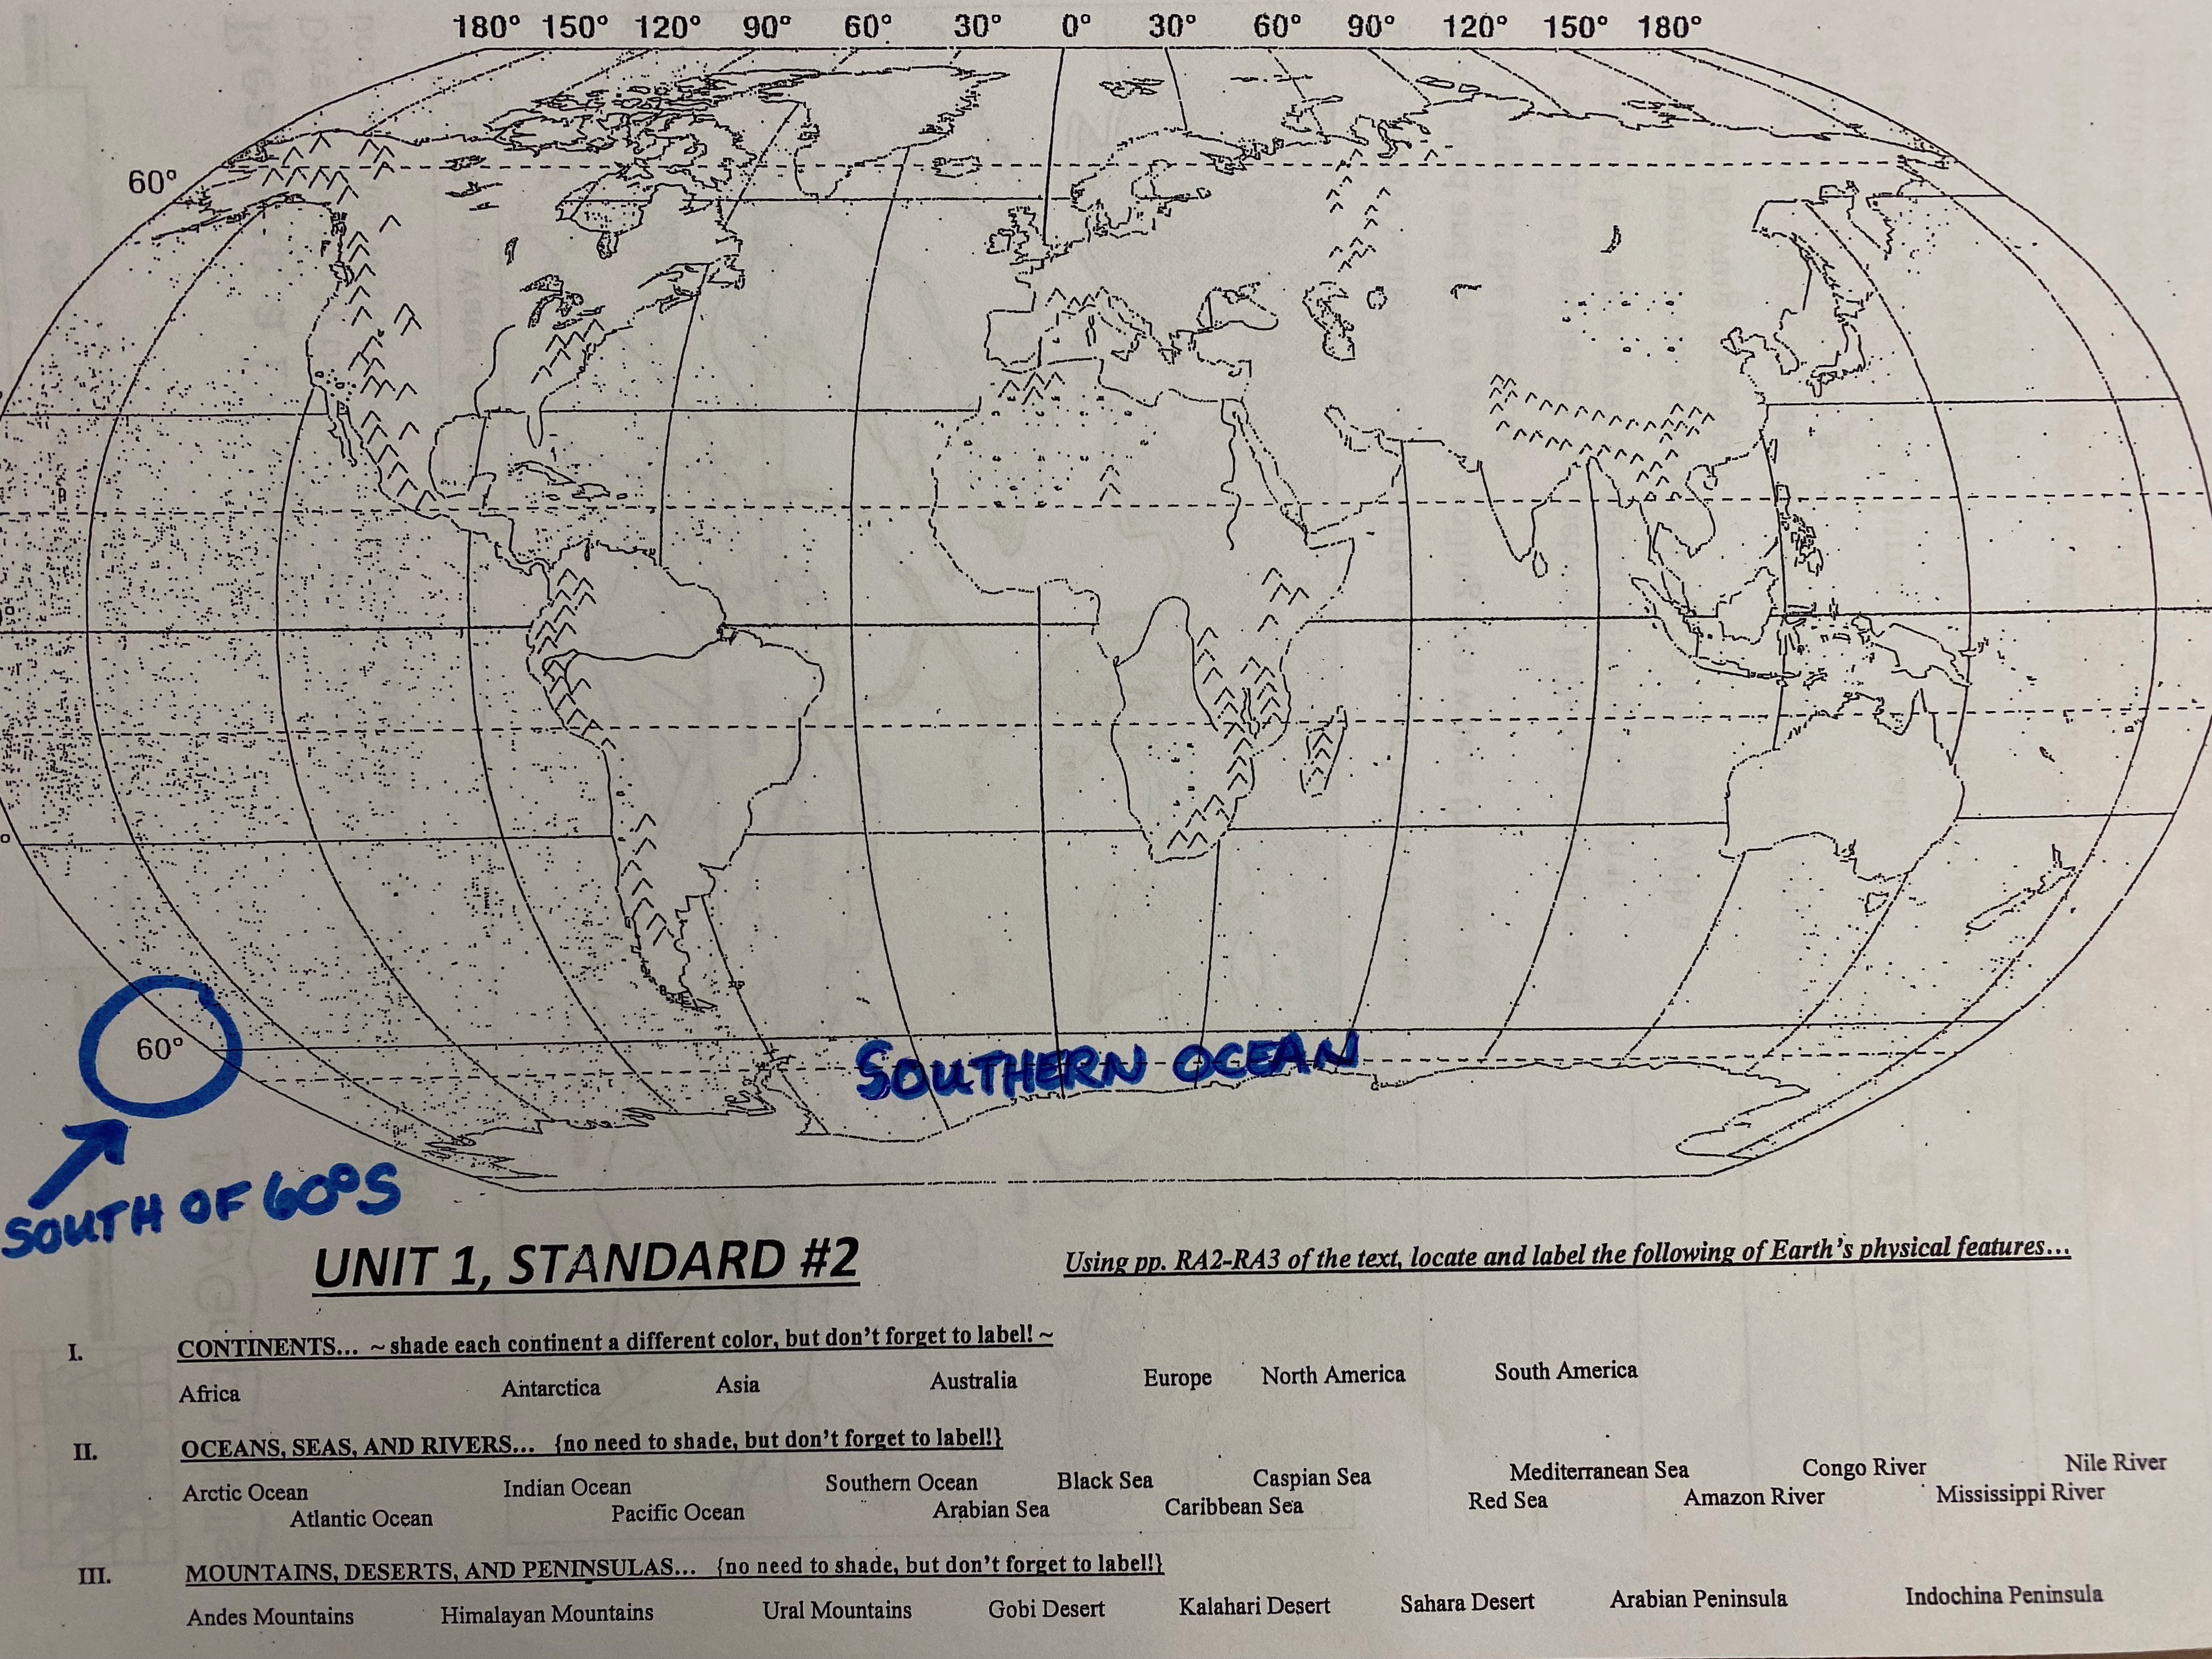 180° 150° 120° 90° 60° 30° 0° 30° 60° 90° 120° 150° 180°
60°
60°
SOUTHERN OCEAN
SOUTH OF 60°S
UNIT 1, STANDARD #2
Using pp. RA2-RA3 of the text, locate and label the following of Earth's physical features...
I. CONTINENTS... ~ shade each continent a different color, but don't forget to label! ~
Africa Antarctica Asia Australia Europe North America South America
II. OCEANS, SEAS, AND RIVERS... {no need to shade, but don't forget to label!}
Arctic Ocean Indian Ocean Southern Ocean Black Sea Caspian Sea Mediterranean Sea Congo River Nile River
Atlantic Ocean Pacific Ocean Arabian Sea Caribbean Sea Red Sea Amazon River Mississippi River
III. MOUNTAINS, DESERTS, AND PENINSULAS... {no need to shade, but don't forget to label!}
Andes Mountains Himalayan Mountains Ural Mountains Gobi Desert Kalahari Desert Sahara Desert Arabian Peninsula Indochina Peninsula